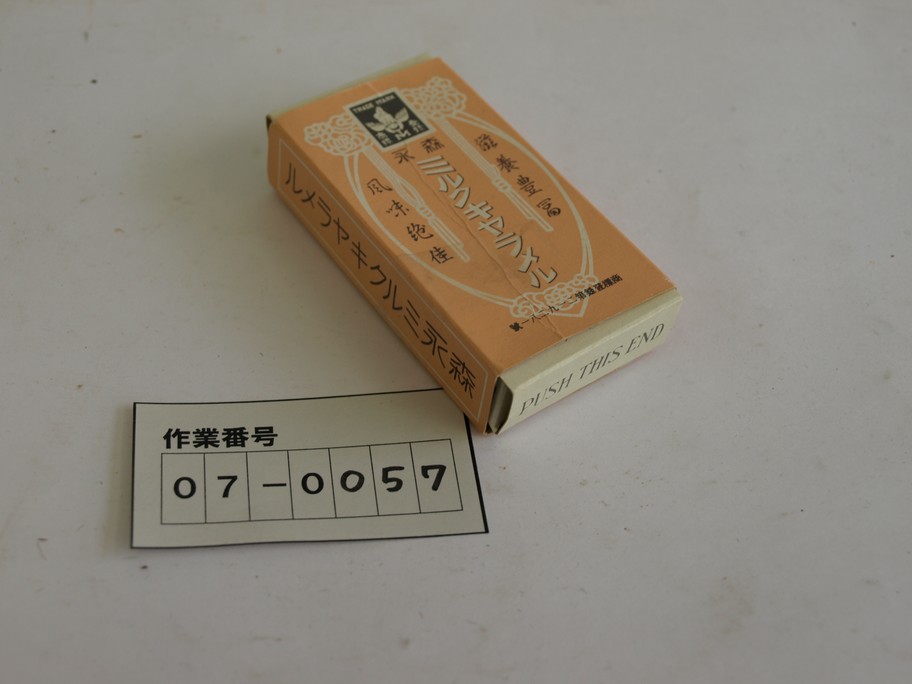 TRADE MARK
森永
ミルクキャラメル
滋養豊富
風味絶佳
森永ミルクキャラメル
PUSH THIS END
作業番号
07-0057